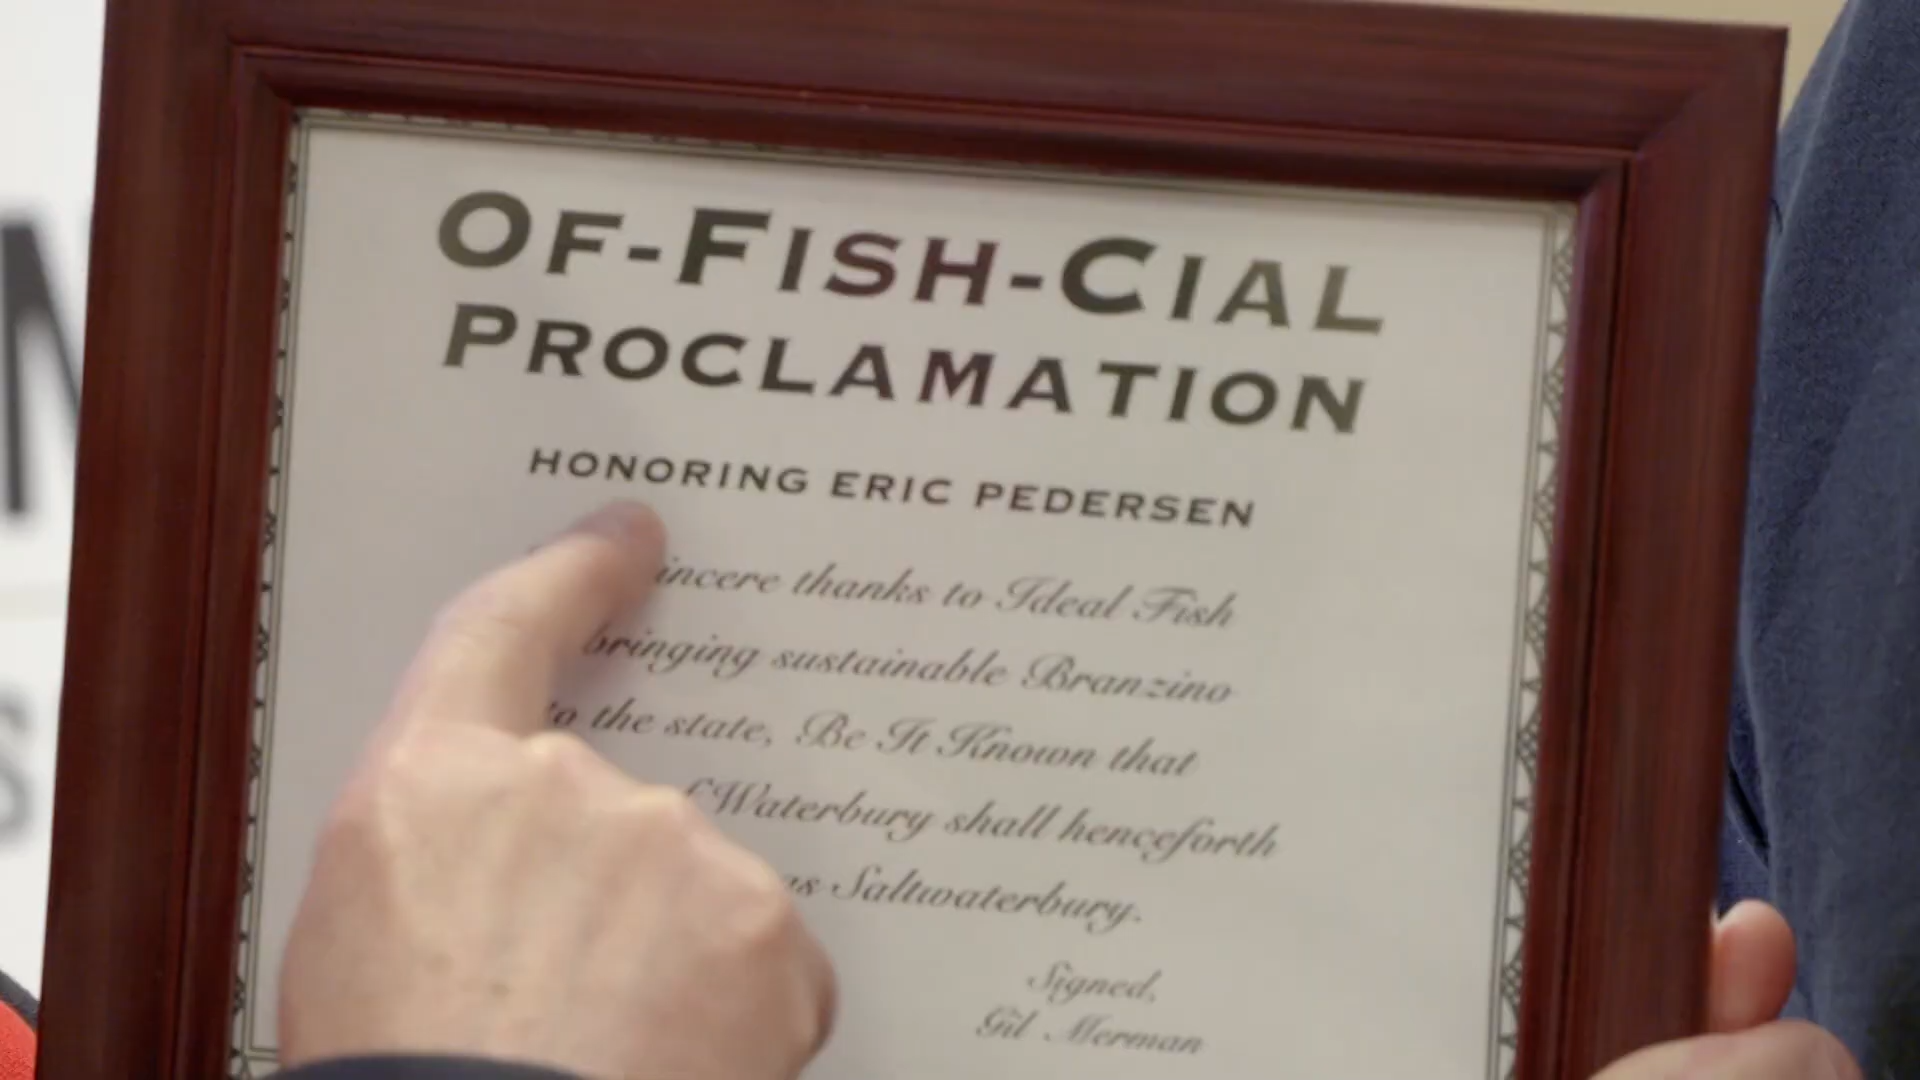 OF-FISH-CIAL
PROCLAMATION
HONORING ERIC PEDERSEN
thanks to Ideal Fish
bringing sustainable Branzino
to the state, Be It Known that
Waterbury shall henceforth
as Saltwaterbury.
Signed,
Gil Merman